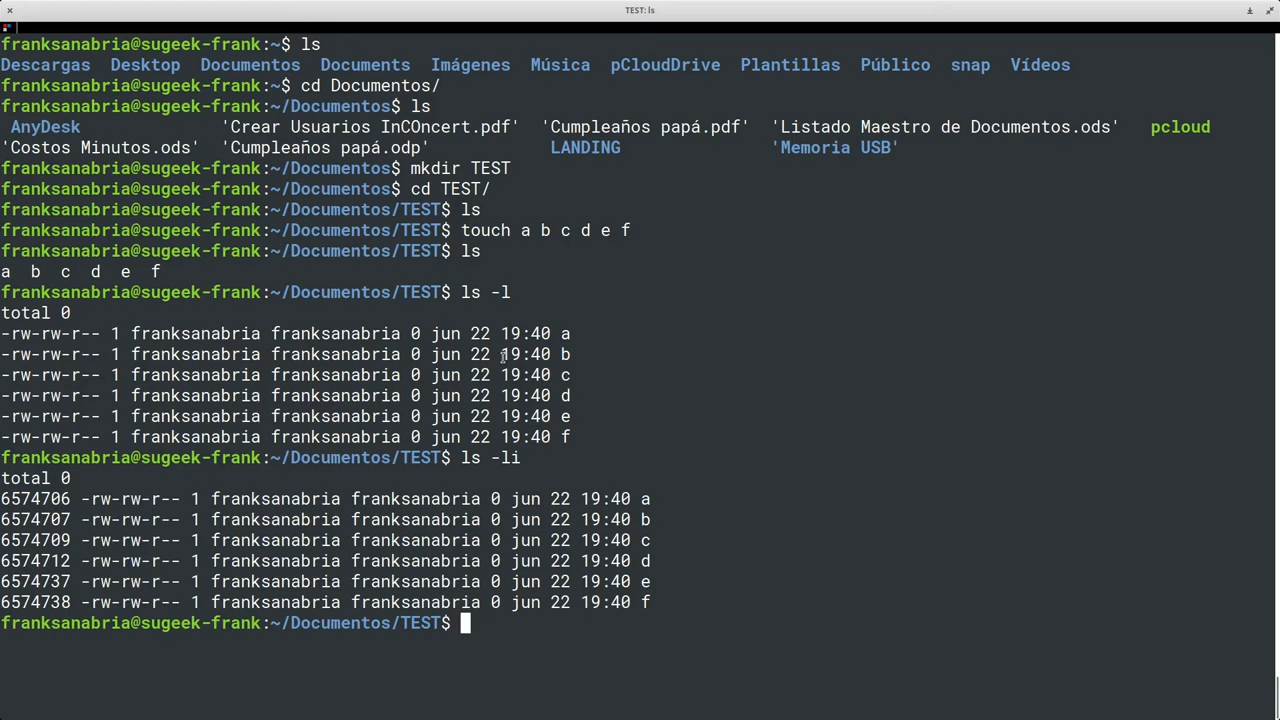 TEST: ls
franksanabria@sugeek-frank:~$ ls
Descargas  Desktop  Documentos  Documents  Imágenes  Música  pCloudDrive  Plantillas  Público  snap  Vídeos
franksanabria@sugeek-frank:~$ cd Documentos/
franksanabria@sugeek-frank:~/Documentos$ ls
 AnyDesk              'Crear Usuarios InCOncert.pdf'  'Cumpleaños papá.pdf'  'Listado Maestro de Documentos.ods'   pcloud
'Costos Minutos.ods'  'Cumpleaños papá.odp'            LANDING               'Memoria USB'
franksanabria@sugeek-frank:~/Documentos$ mkdir TEST
franksanabria@sugeek-frank:~/Documentos$ cd TEST/
franksanabria@sugeek-frank:~/Documentos/TEST$ ls
franksanabria@sugeek-frank:~/Documentos/TEST$ touch a b c d e f
franksanabria@sugeek-frank:~/Documentos/TEST$ ls
a  b  c  d  e  f
franksanabria@sugeek-frank:~/Documentos/TEST$ ls -l
total 0
-rw-rw-r-- 1 franksanabria franksanabria 0 jun 22 19:40 a
-rw-rw-r-- 1 franksanabria franksanabria 0 jun 22 19:40 b
-rw-rw-r-- 1 franksanabria franksanabria 0 jun 22 19:40 c
-rw-rw-r-- 1 franksanabria franksanabria 0 jun 22 19:40 d
-rw-rw-r-- 1 franksanabria franksanabria 0 jun 22 19:40 e
-rw-rw-r-- 1 franksanabria franksanabria 0 jun 22 19:40 f
franksanabria@sugeek-frank:~/Documentos/TEST$ ls -li
total 0
6574706 -rw-rw-r-- 1 franksanabria franksanabria 0 jun 22 19:40 a
6574707 -rw-rw-r-- 1 franksanabria franksanabria 0 jun 22 19:40 b
6574709 -rw-rw-r-- 1 franksanabria franksanabria 0 jun 22 19:40 c
6574712 -rw-rw-r-- 1 franksanabria franksanabria 0 jun 22 19:40 d
6574737 -rw-rw-r-- 1 franksanabria franksanabria 0 jun 22 19:40 e
6574738 -rw-rw-r-- 1 franksanabria franksanabria 0 jun 22 19:40 f
franksanabria@sugeek-frank:~/Documentos/TEST$